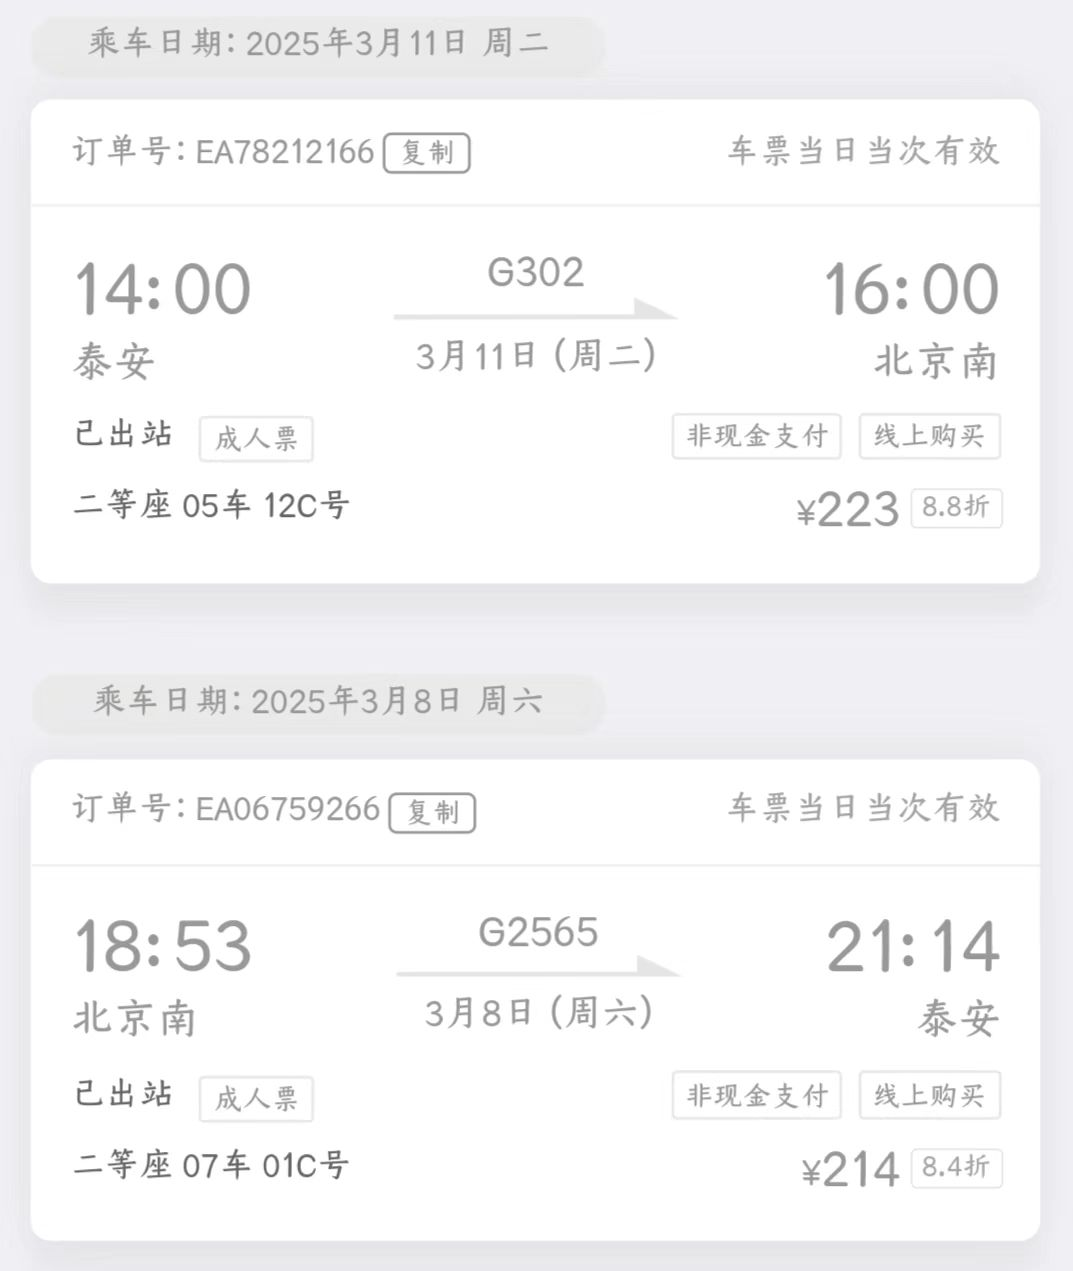 乘车日期: 2025年3月11日 周二
订单号: EA78212166 复制 车票当日当次有效
14:00 G302 16:00
泰安 3月11日 (周二) 北京南
已出站 成人票 非现金支付 线上购买
二等座 05车 12C号 ¥223 8.8折
乘车日期: 2025年3月8日 周六
订单号: EA06759266 复制 车票当日当次有效
18:53 G2565 21:14
北京南 3月8日 (周六) 泰安
已出站 成人票 非现金支付 线上购买
二等座 07车 01C号 ¥214 8.4折